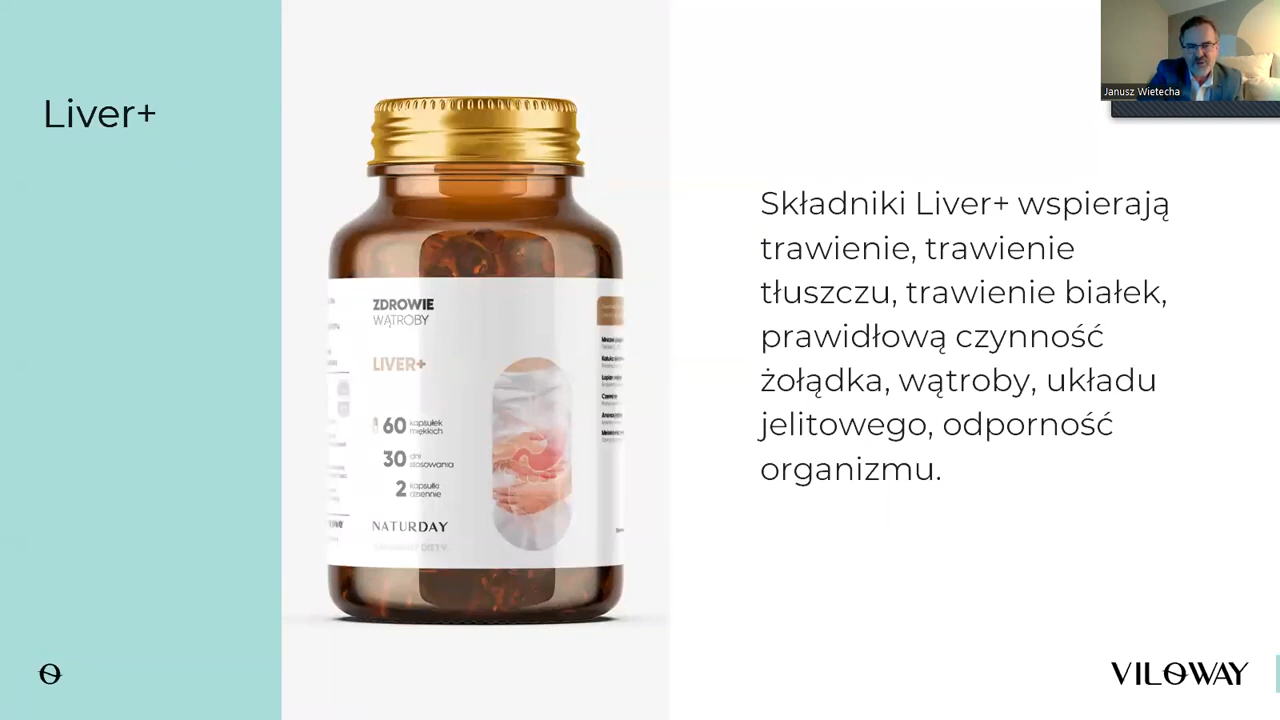 Liver+
Janusz Wietecha
Składniki Liver+ wspierają
trawienie, trawienie
tłuszczu, trawienie białek,
prawidłową czynność
żołądka, wątroby, układu
jelitowego, odporność
organizmu.
ZDROWIE
WĄTROBY
LIVER+
60 kapsułek
miękkich
30 dni
stosowania
2 kapsułki
dziennie
NATURDAY
VILOWAY